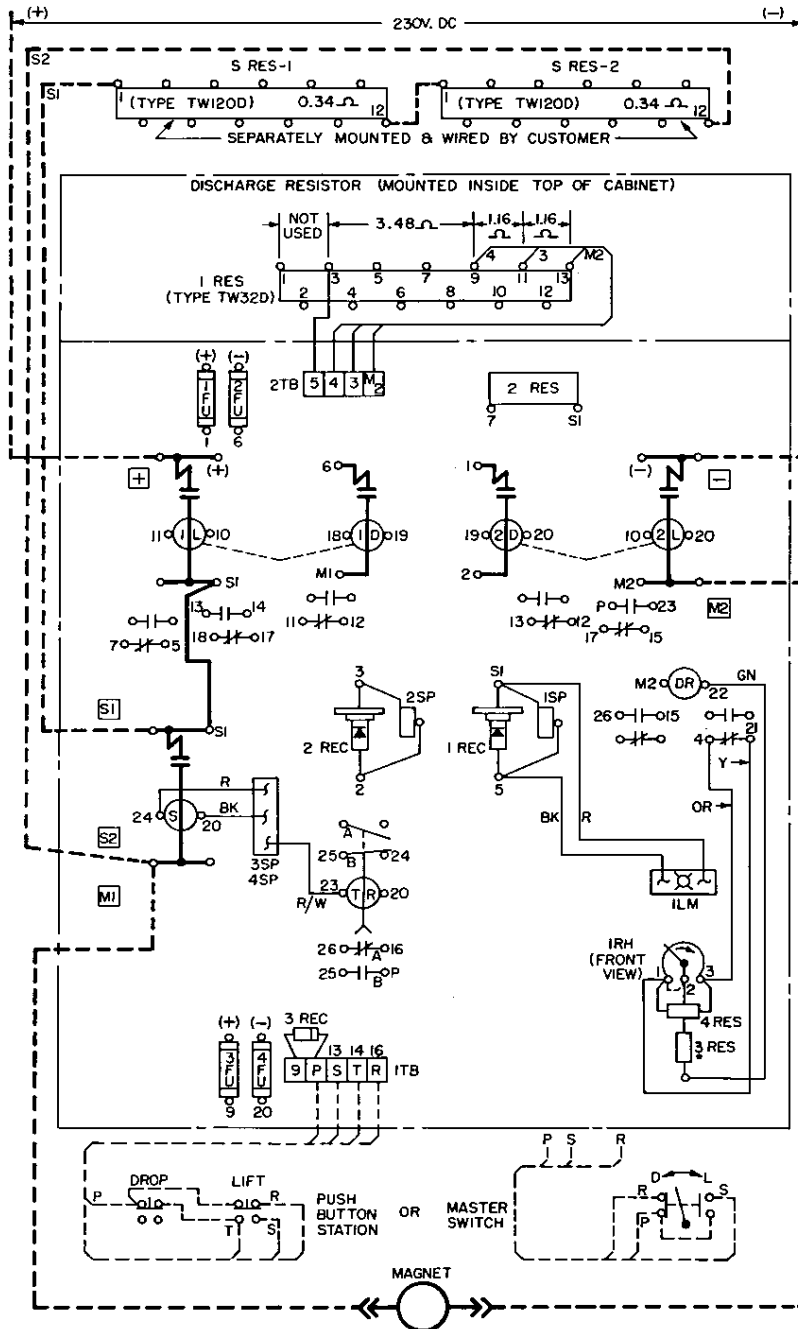 (+) 230V. DC (-)
S2 S RES-1 S RES-2
S1
1 (TYPE TW120D) 0.34Ω 12 1 (TYPE TW120D) 0.34Ω 12
SEPARATELY MOUNTED & WIRED BY CUSTOMER
DISCHARGE RESISTOR (MOUNTED INSIDE TOP OF CABINET)
NOT USED 3.48Ω 1.16Ω 1.16Ω
4 3 M2
1 3 5 7 9 11 13
1 RES
(TYPE TW32D)
2 4 6 8 10 12
(+) (-)
1FU 2FU
1 6
2TB 5 4 3 M2
2 RES
7 S1
+ (+) 6 1 (-) -
11 1L 10 18 1D 19 19 2D 20 10 2L 20
S1 M1 2 M2 M2
13 14 P 23
7 5 18 17 11 12 13 12 17 15
3 S1 M2 DR GN
22
2SP 1SP
S1 S1 26 15 21
2 REC 1 REC 4
Y
2 5
R BK R OR
24 S 20 BK
S2 A
25 B 24
3SP
4SP
M1 23 TR 20
R/W
1LM
26 A 16
25 B P
1RH
(FRONT VIEW)
1 2 3
4 RES
3 RES
*
(+) (-) 3 REC
13 14 16
3FU 4FU 9 P S T R 1TB
9 20
P S R
DROP LIFT D L
P R R S
T S P
PUSH BUTTON STATION OR MASTER SWITCH
MAGNET